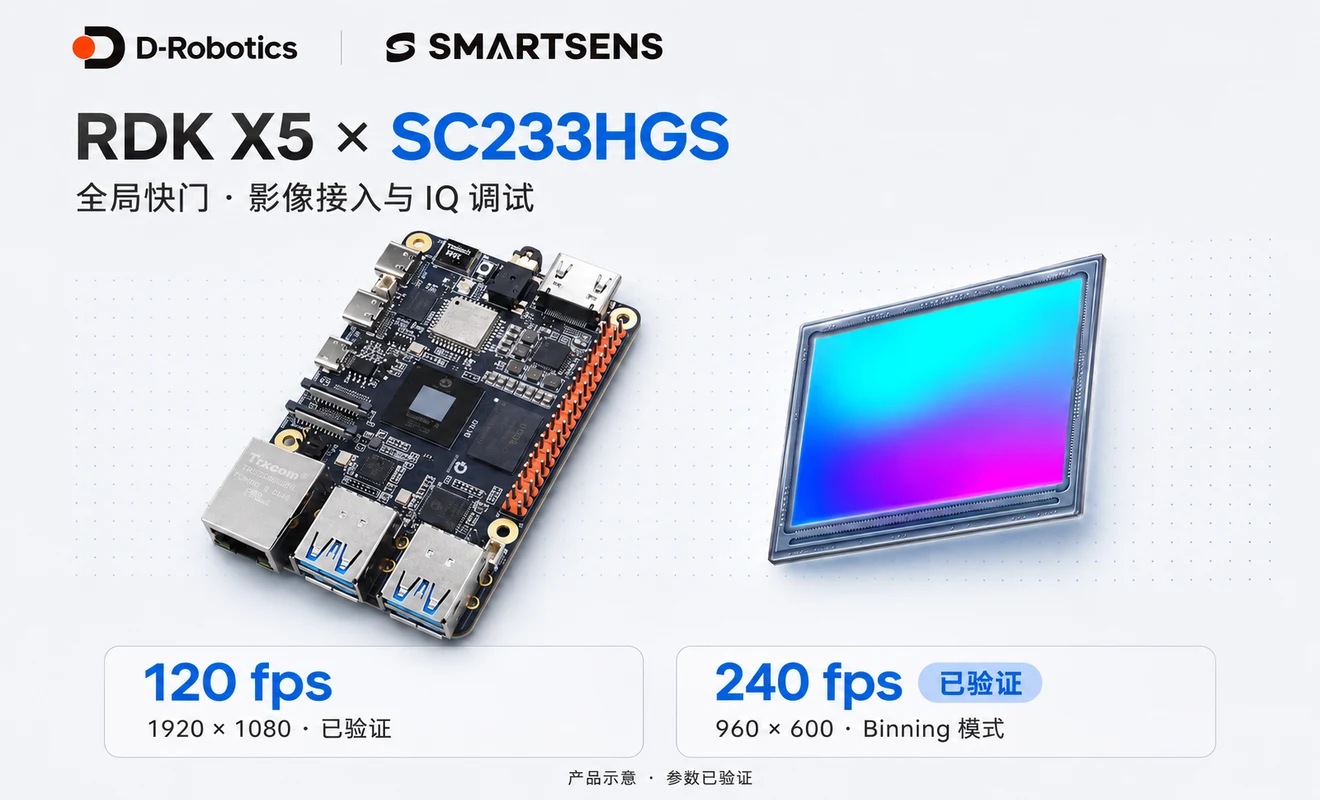 D-Robotics
SMARTSENS
RDK X5 × SC233HGS
全局快门 · 影像接入与 IQ 调试
Trxcom
120 fps
1920 × 1080 · 已验证
240 fps 已验证
960 × 600 · Binning 模式
产品示意 · 参数已验证